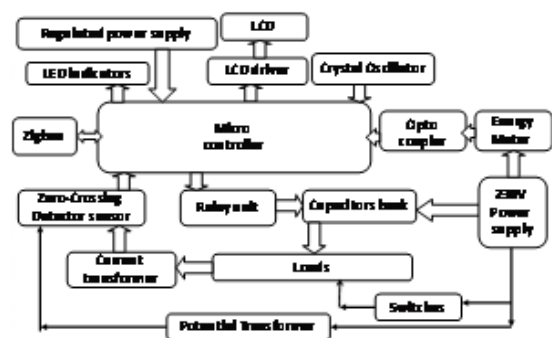 Regulated power supply
LCD
LED Indicators
LCD driver
Crystal Oscillator
Zigbee
Micro
controller
Opto
coupler
Energy
Meter
Zero-Crossing
Detector sensor
Relay unit
Capacitors bank
230V
Power
supply
Current
transformer
Loads
Switches
Potential Transformer